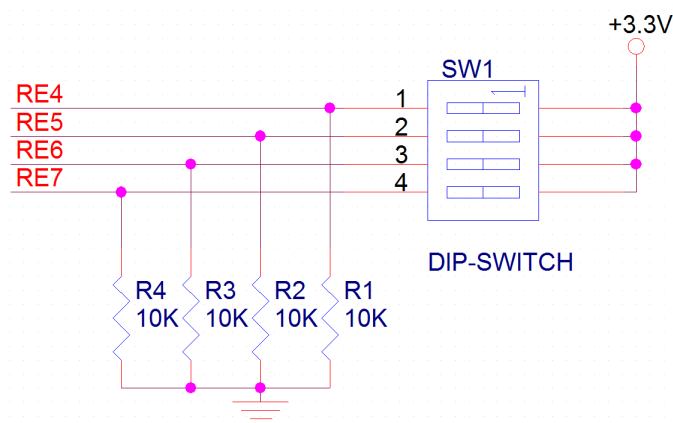 +3.3V
SW1
RE4
1
RE5
2
RE6
3
RE7
4
DIP-SWITCH
R4 R3 R2 R1
10K 10K 10K 10K